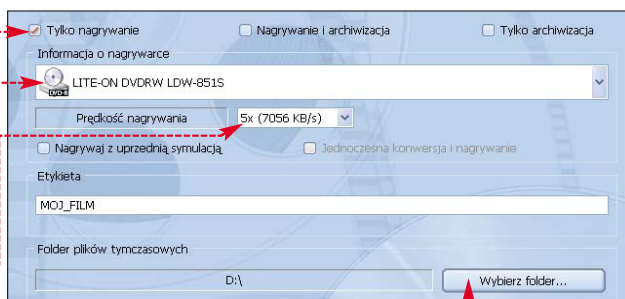 Tylko nagrywanie Nagrywanie i archiwizacja Tylko archiwizacja
Informacja o nagrywarce
LITE-ON DVDRW LDW-851S
Prędkość nagrywania 5x (7056 KB/s)
Nagrywaj z uprzednią symulacją Jednoczesna konwersja i nagrywanie
Etykieta
MOJ_FILM
Folder plików tymczasowych
D:\ Wybierz folder...